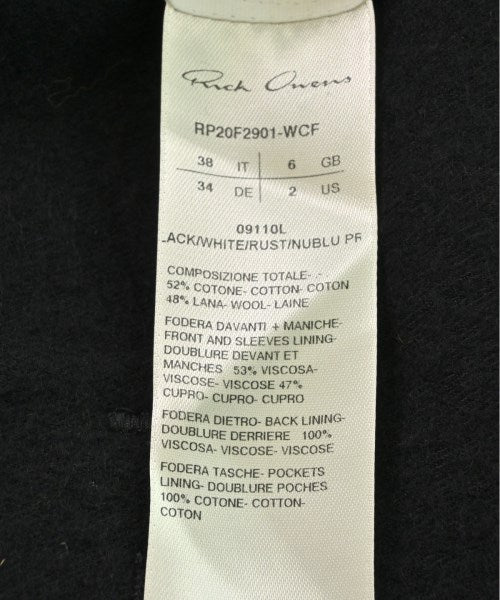 Rick Owens
RP20F2901-WCF
38 IT 6 GB
34 DE 2 US
09110L
LACK/WHITE/RUST/NUBLU PR
COMPOSIZIONE TOTALE- -
52% COTONE- COTTON- COTON
48% LANA- WOOL- LAINE
FODERA DAVANTI + MANICHE-
FRONT AND SLEEVES LINING-
DOUBLURE DEVANT ET
MANCHES 53% VISCOSA-
VISCOSE- VISCOSE 47%
CUPRO- CUPRO- CUPRO
FODERA DIETRO- BACK LINING-
DOUBLURE DERRIERE 100%
VISCOSA- VISCOSE- VISCOSE
FODERA TASCHE- POCKETS
LINING- DOUBLURE POCHES
100% COTONE- COTTON-
COTON